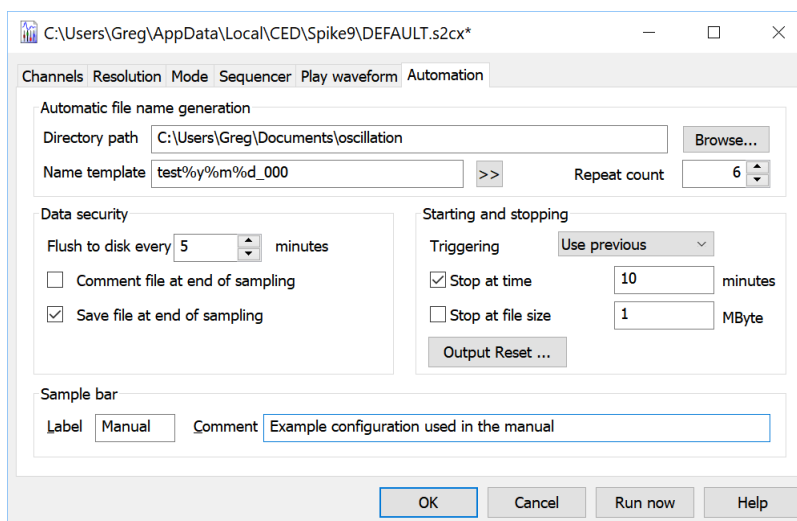 C:\Users\Greg\AppData\Local\CED\Spike9\DEFAULT.s2cx*
Channels Resolution Mode Sequencer Play waveform Automation
Automatic file name generation
Directory path C:\Users\Greg\Documents\oscillation Browse...
Name template test%y%m%d_000 >> Repeat count 6
Data security
Flush to disk every 5 minutes
Comment file at end of sampling
Save file at end of sampling
Starting and stopping
Triggering Use previous
Stop at time 10 minutes
Stop at file size 1 MByte
Output Reset ...
Sample bar
Label Manual Comment Example configuration used in the manual
OK Cancel Run now Help